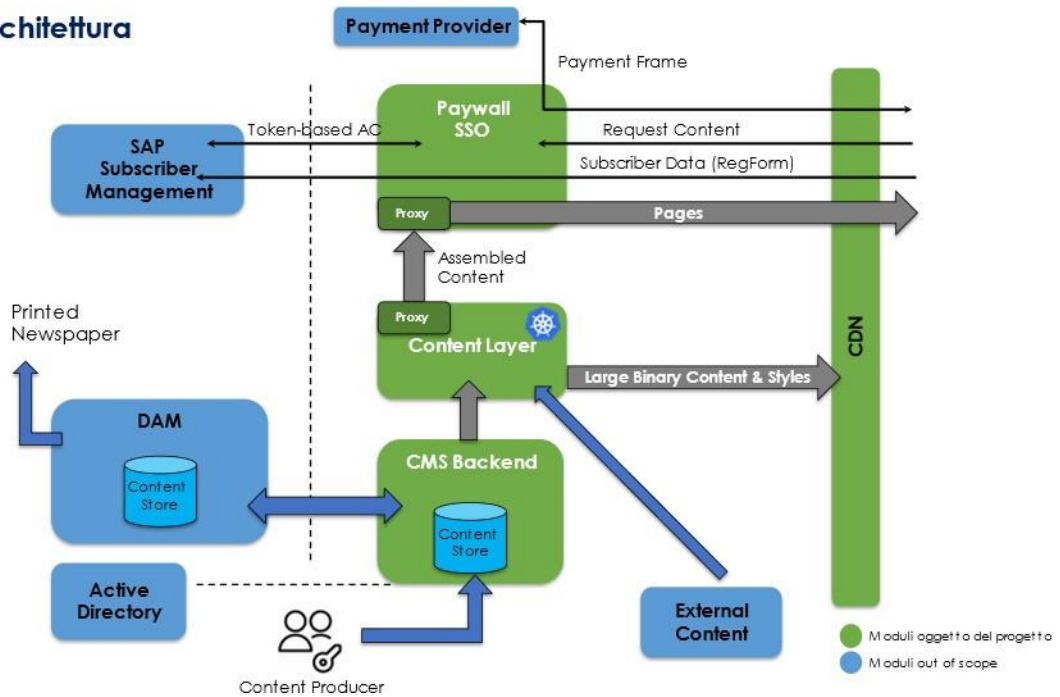 chitettura
Payment Provider
Payment Frame
Paywall
SSO
Token-based AC
Request Content
SAP
Subscriber
Management
Subscriber Data (RegForm)
Proxy
Pages
Assembled
Content
Printed
Newspaper
Proxy
Content Layer
CDN
Large Binary Content & Styles
DAM
CMS Backend
Content
Store
Content
Store
Active
Directory
External
Content
Content Producer
Moduli oggetto del progetto
Moduli out of scope